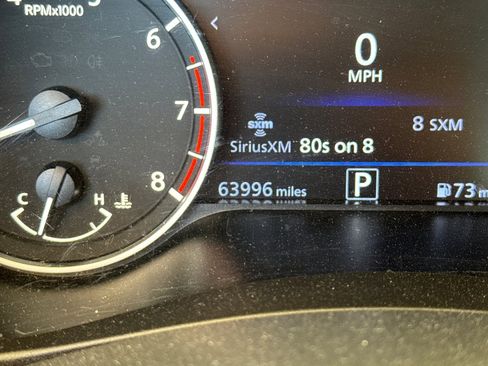 RPMx1000
6
7
8
C H
0
MPH
sxm
8 SXM
SiriusXM 80s on 8
63996 miles
P
73 m